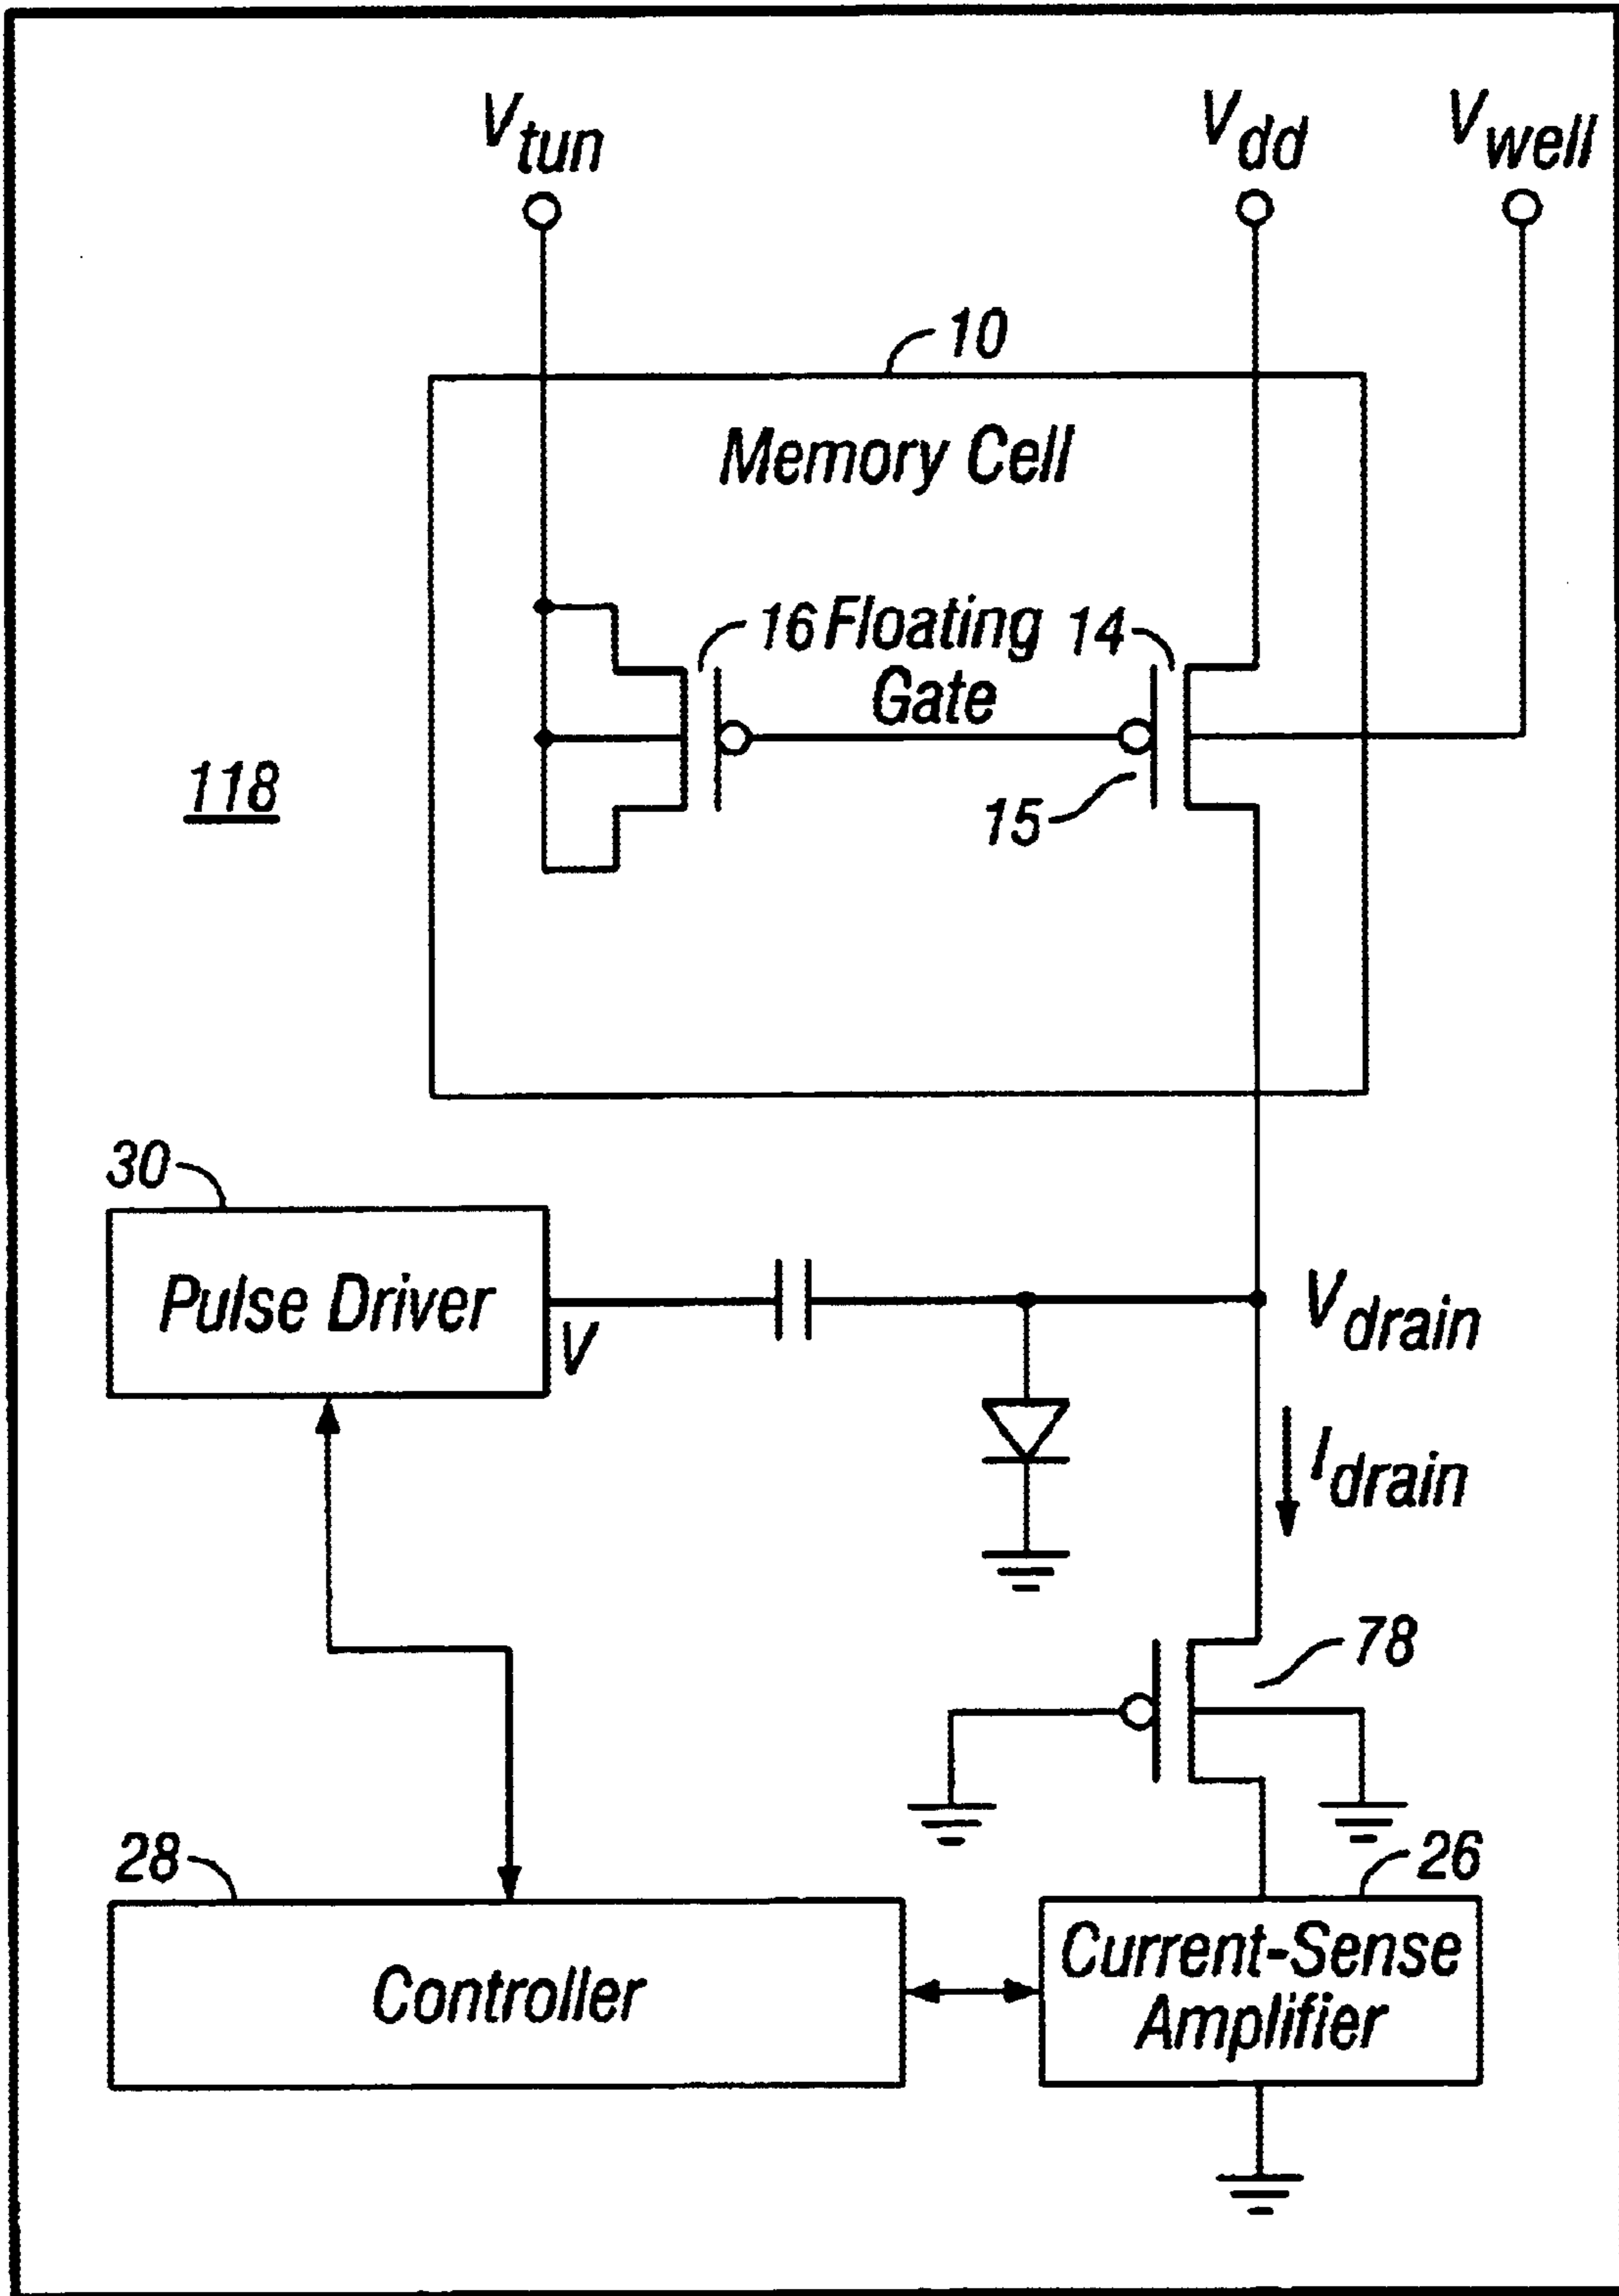 Vtun
Vdd
Vwell
10
Memory Cell
16 Floating Gate 14
15
118
30
Pulse Driver
V
Vdrain
Idrain
78
28
Controller
26
Current-Sense
Amplifier